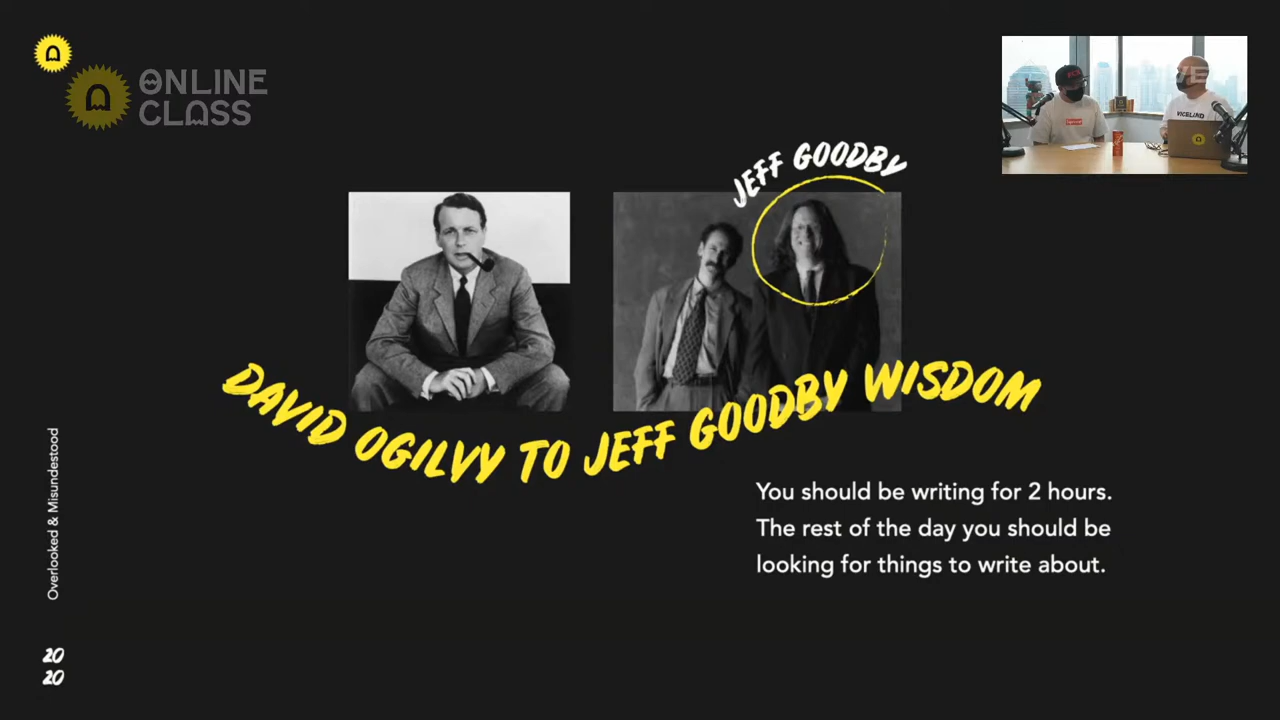 ONLINE
CLASS
LIVE
VICELAND
JEFF GOODBY
DAVID OGILVY TO JEFF GOODBY WISDOM
You should be writing for 2 hours.
The rest of the day you should be
looking for things to write about.
Overlooked & Misundestood
20
20